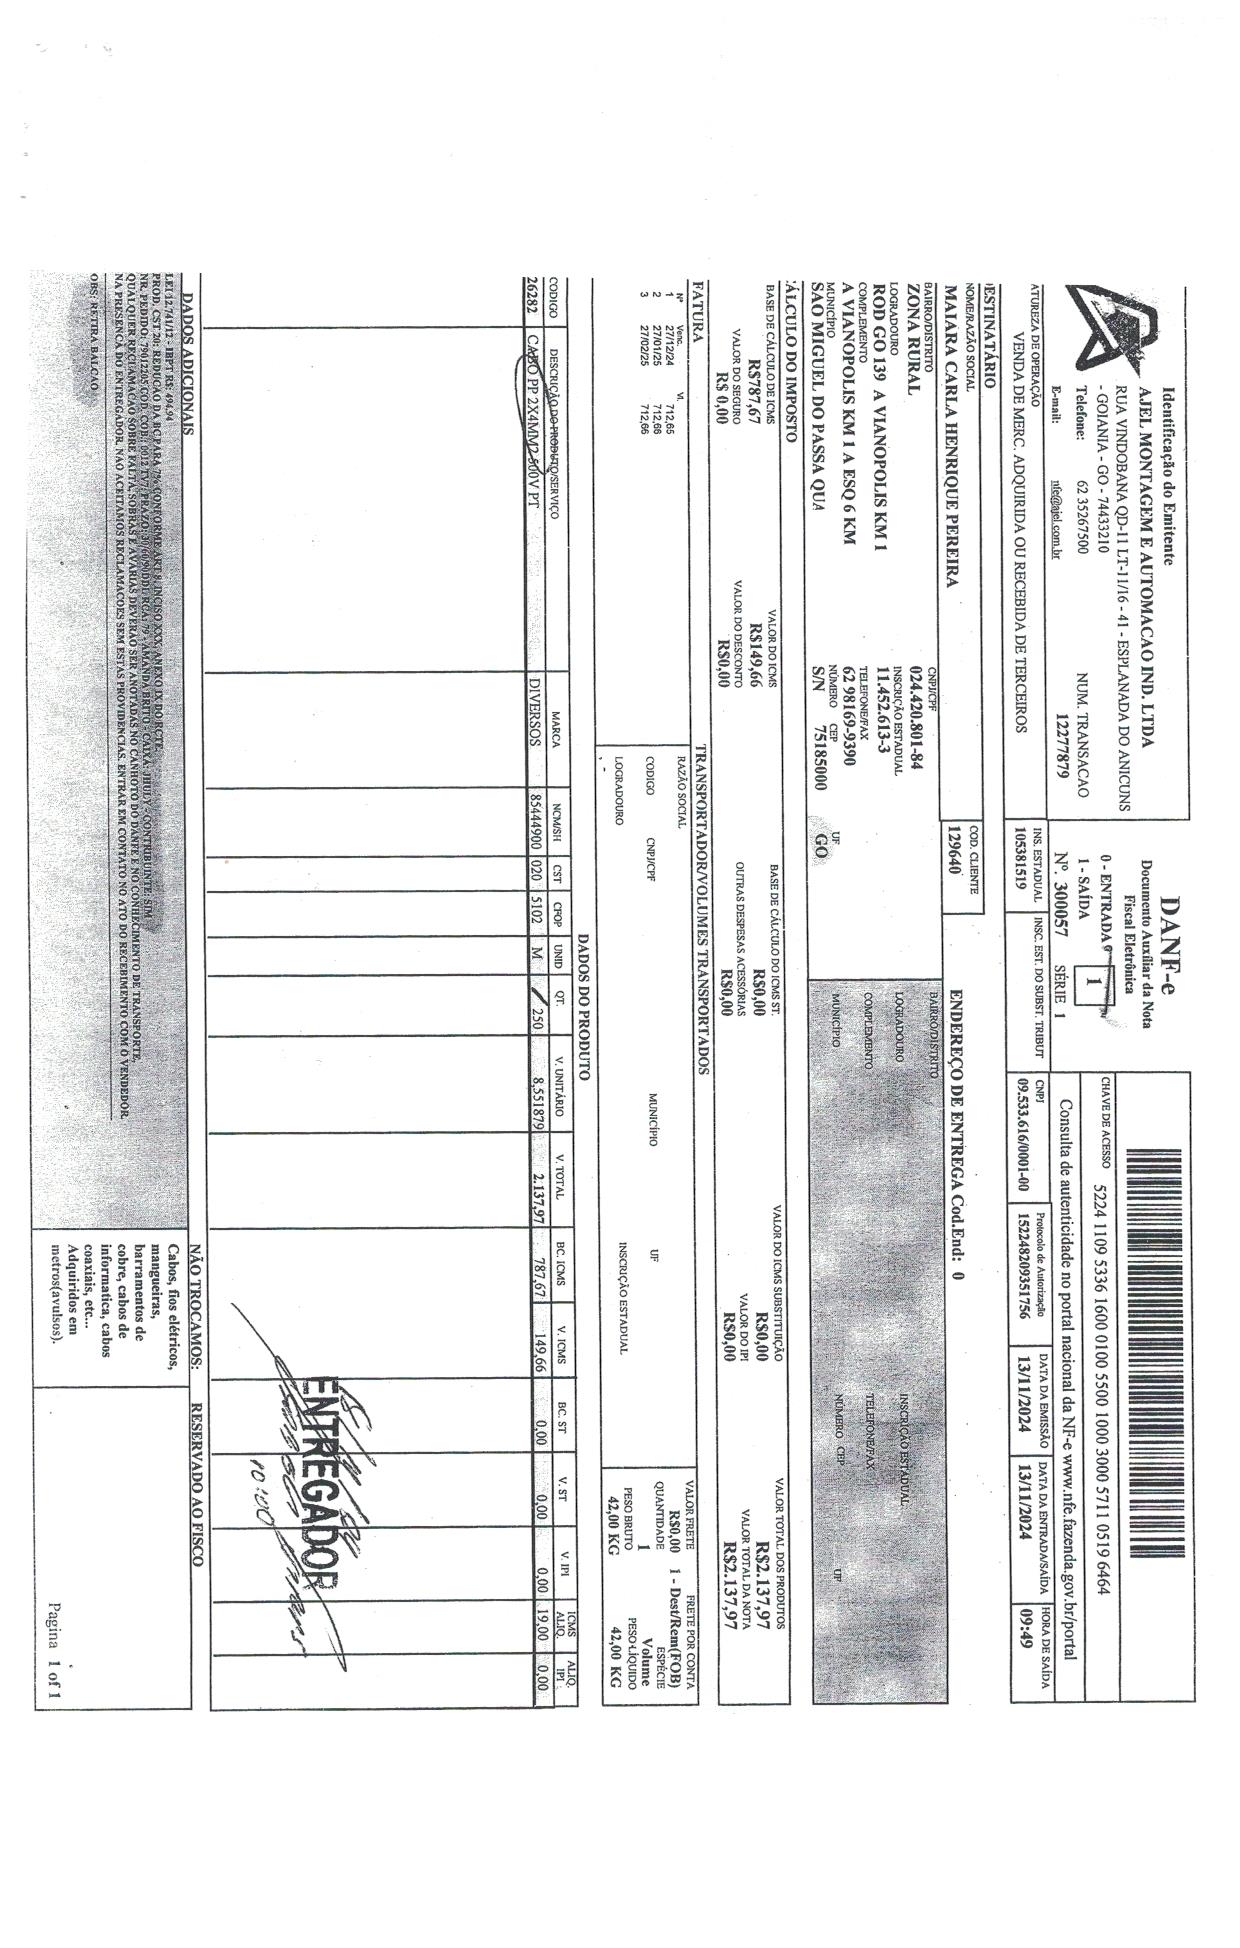 Identificação do Emitente
AJEL MONTAGEM E AUTOMACAO IND. LTDA
RUA VINDOBANA QD-11 LT-11/16 - 41 - ESPLANADA DO ANICUNS
- GOIANIA - GO - 74433210
Telefone: 62 35267500
NUM. TRANSACAO
E-mail: nfe@ajel.com.br
12277879
DANF-e
Documento Auxiliar da Nota
Fiscal Eletrônica
0 - ENTRADA
1 - SAÍDA
1
Nº. 300057 SÉRIE 1
CHAVE DE ACESSO 5224 1109 5336 1600 0100 5500 1000 3000 5711 0519 6464
Consulta de autenticidade no portal nacional da NF-e www.nfe.fazenda.gov.br/portal
ATUREZA DE OPERAÇÃO
VENDA DE MERC. ADQUIRIDA OU RECEBIDA DE TERCEIROS
INS. ESTADUAL
105381519
INSC. EST. DO SUBST. TRIBUT
CNPJ
09.533.616/0001-00
Protocolo de Autorização
152248209351756
DATA DA EMISSÃO
13/11/2024
DATA DA ENTRADA/SAÍDA
13/11/2024
HORA DE SAÍDA
09:49
ESTINATÁRIO
NOME/RAZÃO SOCIAL
MAIARA CARLA HENRIQUE PEREIRA
COD. CLIENTE
129640
BAIRRO/DISTRITO
ZONA RURAL
CNPJ/CPF
024.420.801-84
LOGRADOURO
ROD GO 139 A VIANOPOLIS KM 1
INSCRIÇÃO ESTADUAL
11.452.613-3
COMPLEMENTO
A VIANOPOLIS KM 1 A ESQ 6 KM
TELEFONE/FAX
62 98169-9390
MUNICÍPIO
SAO MIGUEL DO PASSA QUA
NÚMERO CEP
S/N 75185000
UF
GO
ENDEREÇO DE ENTREGA Cod.End: 0
BAIRRO/DISTRITO
LOGRADOURO
INSCRIÇÃO ESTADUAL
COMPLEMENTO
TELEFONE/FAX
MUNICÍPIO
NÚMERO CEP
UF
ÁLCULO DO IMPOSTO
BASE DE CÁLCULO DE ICMS
R$787,67
VALOR DO ICMS
R$149,66
BASE DE CÁLCULO DO ICMS ST.
R$0,00
VALOR DO ICMS SUBSTITUIÇÃO
R$0,00
VALOR TOTAL DOS PRODUTOS
R$2.137,97
VALOR DO SEGURO
R$ 0,00
VALOR DO DESCONTO
R$0,00
OUTRAS DESPESAS ACESSÓRIAS
R$0,00
VALOR DO IPI
R$0,00
VALOR TOTAL DA NOTA
R$2.137,97
FATURA
Nº Venc. Vl.
1 27/12/24 712,65
2 27/01/25 712,66
3 27/02/25 712,66
TRANSPORTADOR/VOLUMES TRANSPORTADOS
RAZÃO SOCIAL
CODIGO CNPJ/CPF MUNICÍPIO UF
LOGRADOURO INSCRIÇÃO ESTADUAL
VALOR FRETE
R$0,00
FRETE POR CONTA
1 - Dest/Rem(FOB)
QUANTIDADE
1
ESPÉCIE
Volume
PESO BRUTO
42,00 KG
PESO LÍQUIDO
42,00 KG
DADOS DO PRODUTO
CODIGO DESCRIÇÃO DO PRODUTO/SERVIÇO MARCA NCM/SH CST CFOP UNID QT. V. UNITÁRIO V. TOTAL BC. ICMS V. ICMS BC. ST V. ST V. IPI ICMS ALIQ. ALIQ. IPI
26282 CABO PP 2X4MM2 500V PT DIVERSOS 85444900 020 5102 M 250 8,551879 2.137,97 787,67 149,66 0,00 0,00 0,00 19,00 0,00
ENTREGADOR
10:00
DADOS ADICIONAIS
LEI 12.741/12 - IBPT R$: 494,94
PROD. CST 20: REDUCAO DA BC PARA 7% CONFORME ART 8, INCISO XXX, ANEXO IX DO RCTE.
NR. PEDIDO: 79012205 COD. COB.: 0012 TV7: PRAZO: 30/60/90DDL RCA: 79 - AMANDA BRITO - CAIXA: JHULY - CONTRIBUINTE: SIM
QUALQUER RECLAMACAO SOBRE FALTA, SOBRAS E AVARIAS DEVERAO SER ANOTADAS NO CANHOTO DO DANFE E NO CONHECIMENTO DE TRANSPORTE,
NA PRESENCA DO ENTREGADOR. NAO ACEITAMOS RECLAMACOES SEM ESTAS PROVIDENCIAS. ENTRAR EM CONTATO NO ATO DO RECEBIMENTO COM O VENDEDOR.
OBS: RETIRA BALCAO
NÃO TROCAMOS:
Cabos, fios elétricos,
mangueiras,
barramentos de
cobre, cabos de
informatica, cabos
coaxiais, etc...
Adquiridos em
metros(avulsos).
RESERVADO AO FISCO
Pagina 1 of 1